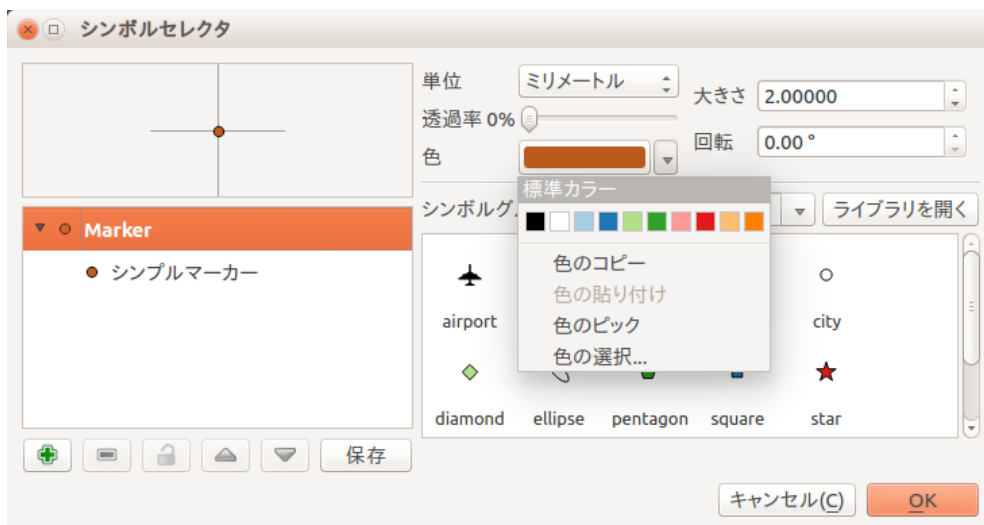 シンボルセレクタ
単位 ミリメートル
大きさ 2.00000
透過率 0%
回転 0.00 °
色
標準カラー
色のコピー
色の貼り付け
色のピック
色の選択...
シンボルグ
ライブラリを開く
Marker
シンプルマーカー
airport
city
diamond ellipse pentagon square star
保存
キャンセル(C) OK